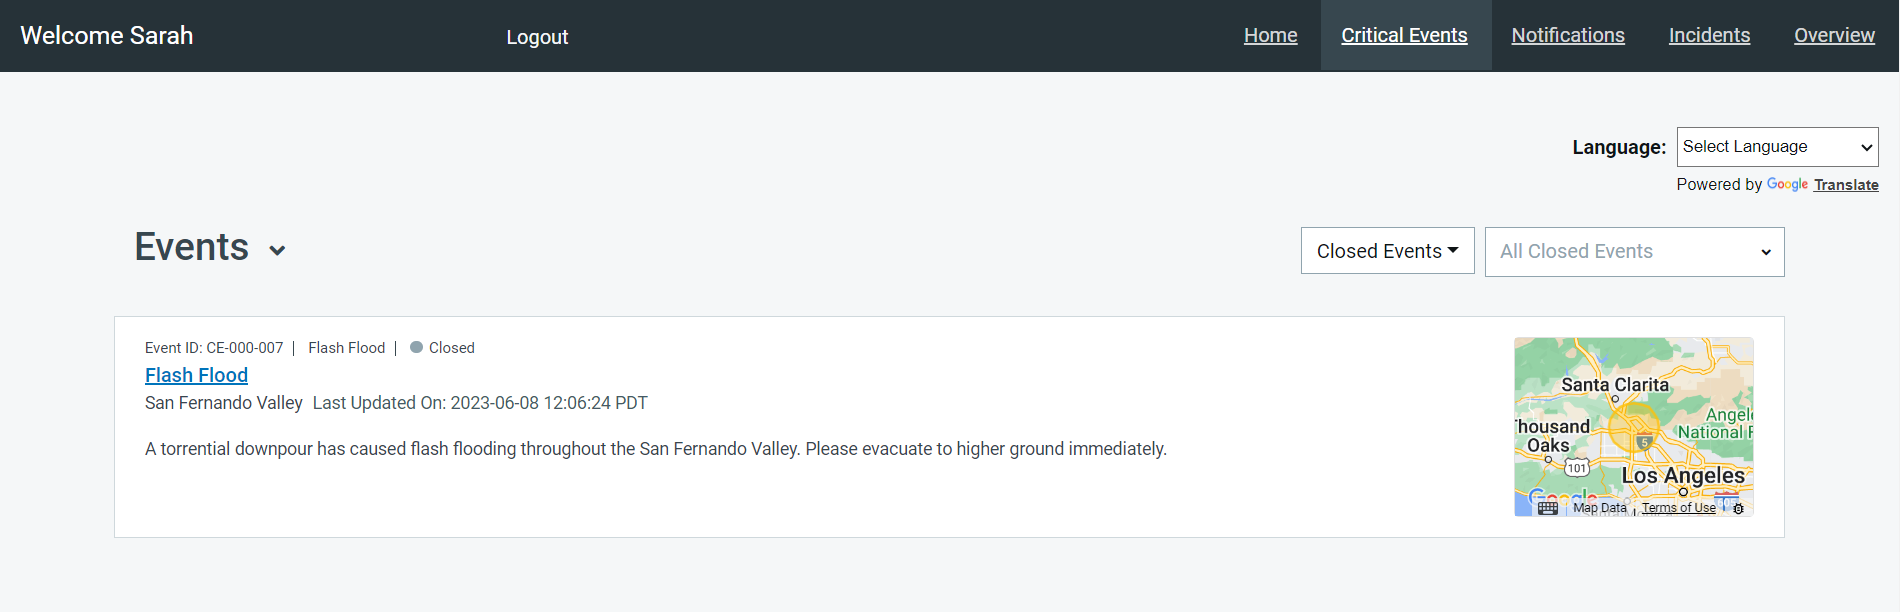 Welcome Sarah
Logout
Home
Critical Events
Notifications
Incidents
Overview
Language:
Select Language
Powered by Google Translate
Events
Closed Events
All Closed Events
Event ID: CE-000-007 | Flash Flood | Closed
Flash Flood
San Fernando Valley Last Updated On: 2023-06-08 12:06:24 PDT
A torrential downpour has caused flash flooding throughout the San Fernando Valley. Please evacuate to higher ground immediately.
Santa Clarita
Angele
National F
Thousand
Oaks
5
101
Los Angeles
Google
Map Data
Terms of Use